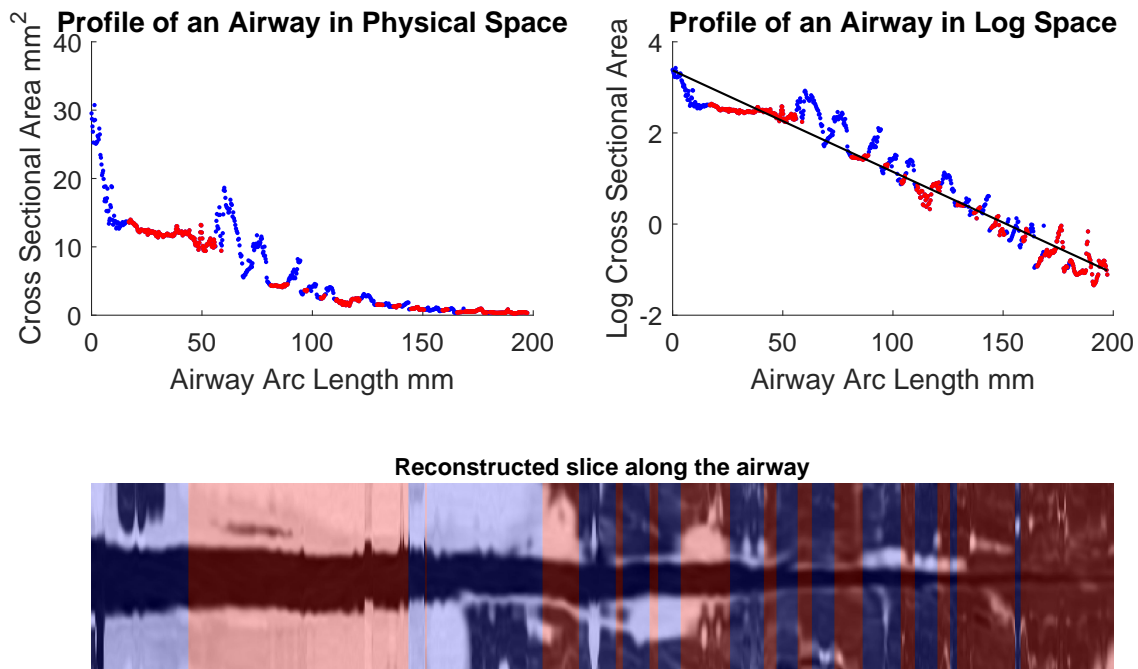 Profile of an Airway in Physical Space
Cross Sectional Area mm²
40
30
20
10
0
0 50 100 150 200
Airway Arc Length mm
Profile of an Airway in Log Space
Log Cross Sectional Area
4
2
0
-2
0 50 100 150 200
Airway Arc Length mm
Reconstructed slice along the airway